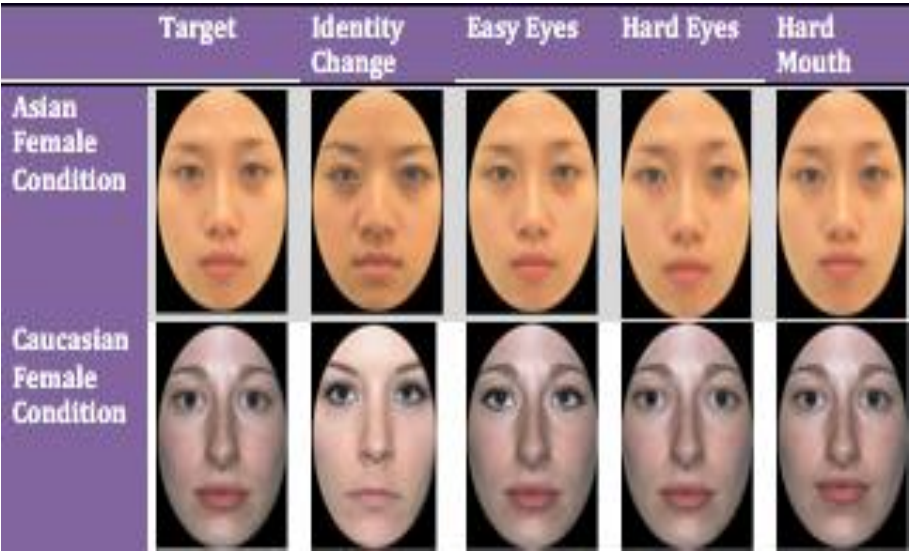 Target
Identity
Change
Easy Eyes
Hard Eyes
Hard
Mouth
Asian
Female
Condition
Caucasian
Female
Condition